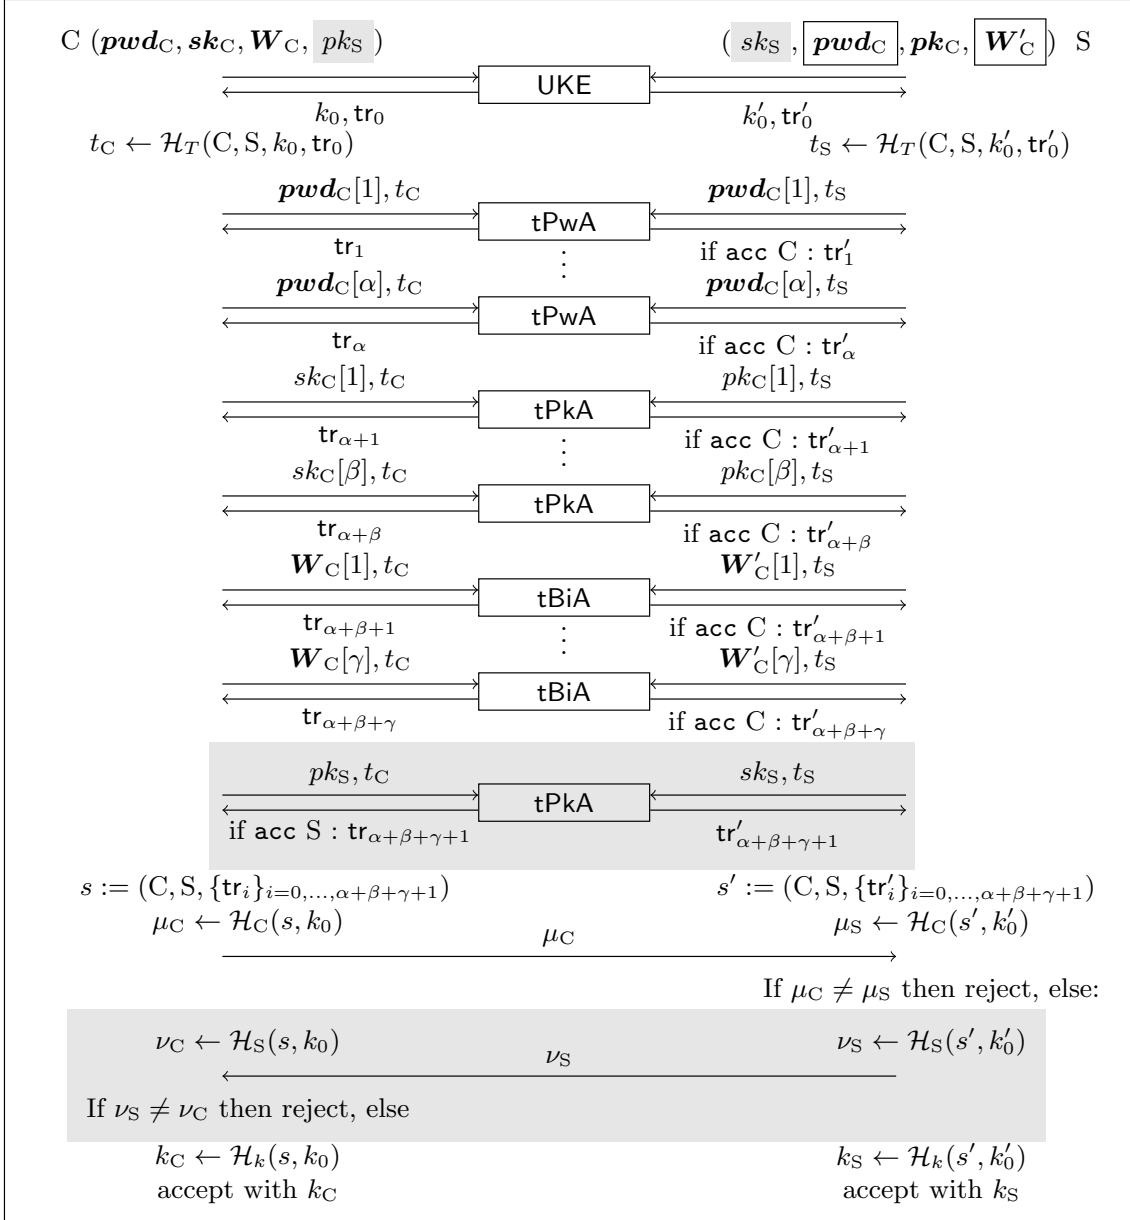 C (pwd_C, sk_C, W_C, pk_S) (sk_S, pwd_C, pk_C, W′_C) S
UKE
k_0, tr_0 k′_0, tr′_0
t_C ← H_T(C, S, k_0, tr_0) t_S ← H_T(C, S, k′_0, tr′_0)
pwd_C[1], t_C pwd_C[1], t_S
tPwA
tr_1 if acc C : tr′_1
⋮
pwd_C[α], t_C pwd_C[α], t_S
tPwA
tr_α if acc C : tr′_α
sk_C[1], t_C pk_C[1], t_S
tPkA
tr_{α+1} if acc C : tr′_{α+1}
⋮
sk_C[β], t_C pk_C[β], t_S
tPkA
tr_{α+β} if acc C : tr′_{α+β}
W_C[1], t_C W′_C[1], t_S
tBiA
tr_{α+β+1} if acc C : tr′_{α+β+1}
⋮
W_C[γ], t_C W′_C[γ], t_S
tBiA
tr_{α+β+γ} if acc C : tr′_{α+β+γ}
pk_S, t_C sk_S, t_S
tPkA
if acc S : tr_{α+β+γ+1} tr′_{α+β+γ+1}
s := (C, S, {tr_i}_{i=0,...,α+β+γ+1}) s′ := (C, S, {tr′_i}_{i=0,...,α+β+γ+1})
μ_C ← H_C(s, k_0) μ_S ← H_C(s′, k′_0)
μ_C
If μ_C ≠ μ_S then reject, else:
ν_C ← H_S(s, k_0) ν_S ← H_S(s′, k′_0)
ν_S
If ν_S ≠ ν_C then reject, else
k_C ← H_k(s, k_0) k_S ← H_k(s′, k′_0)
accept with k_C accept with k_S